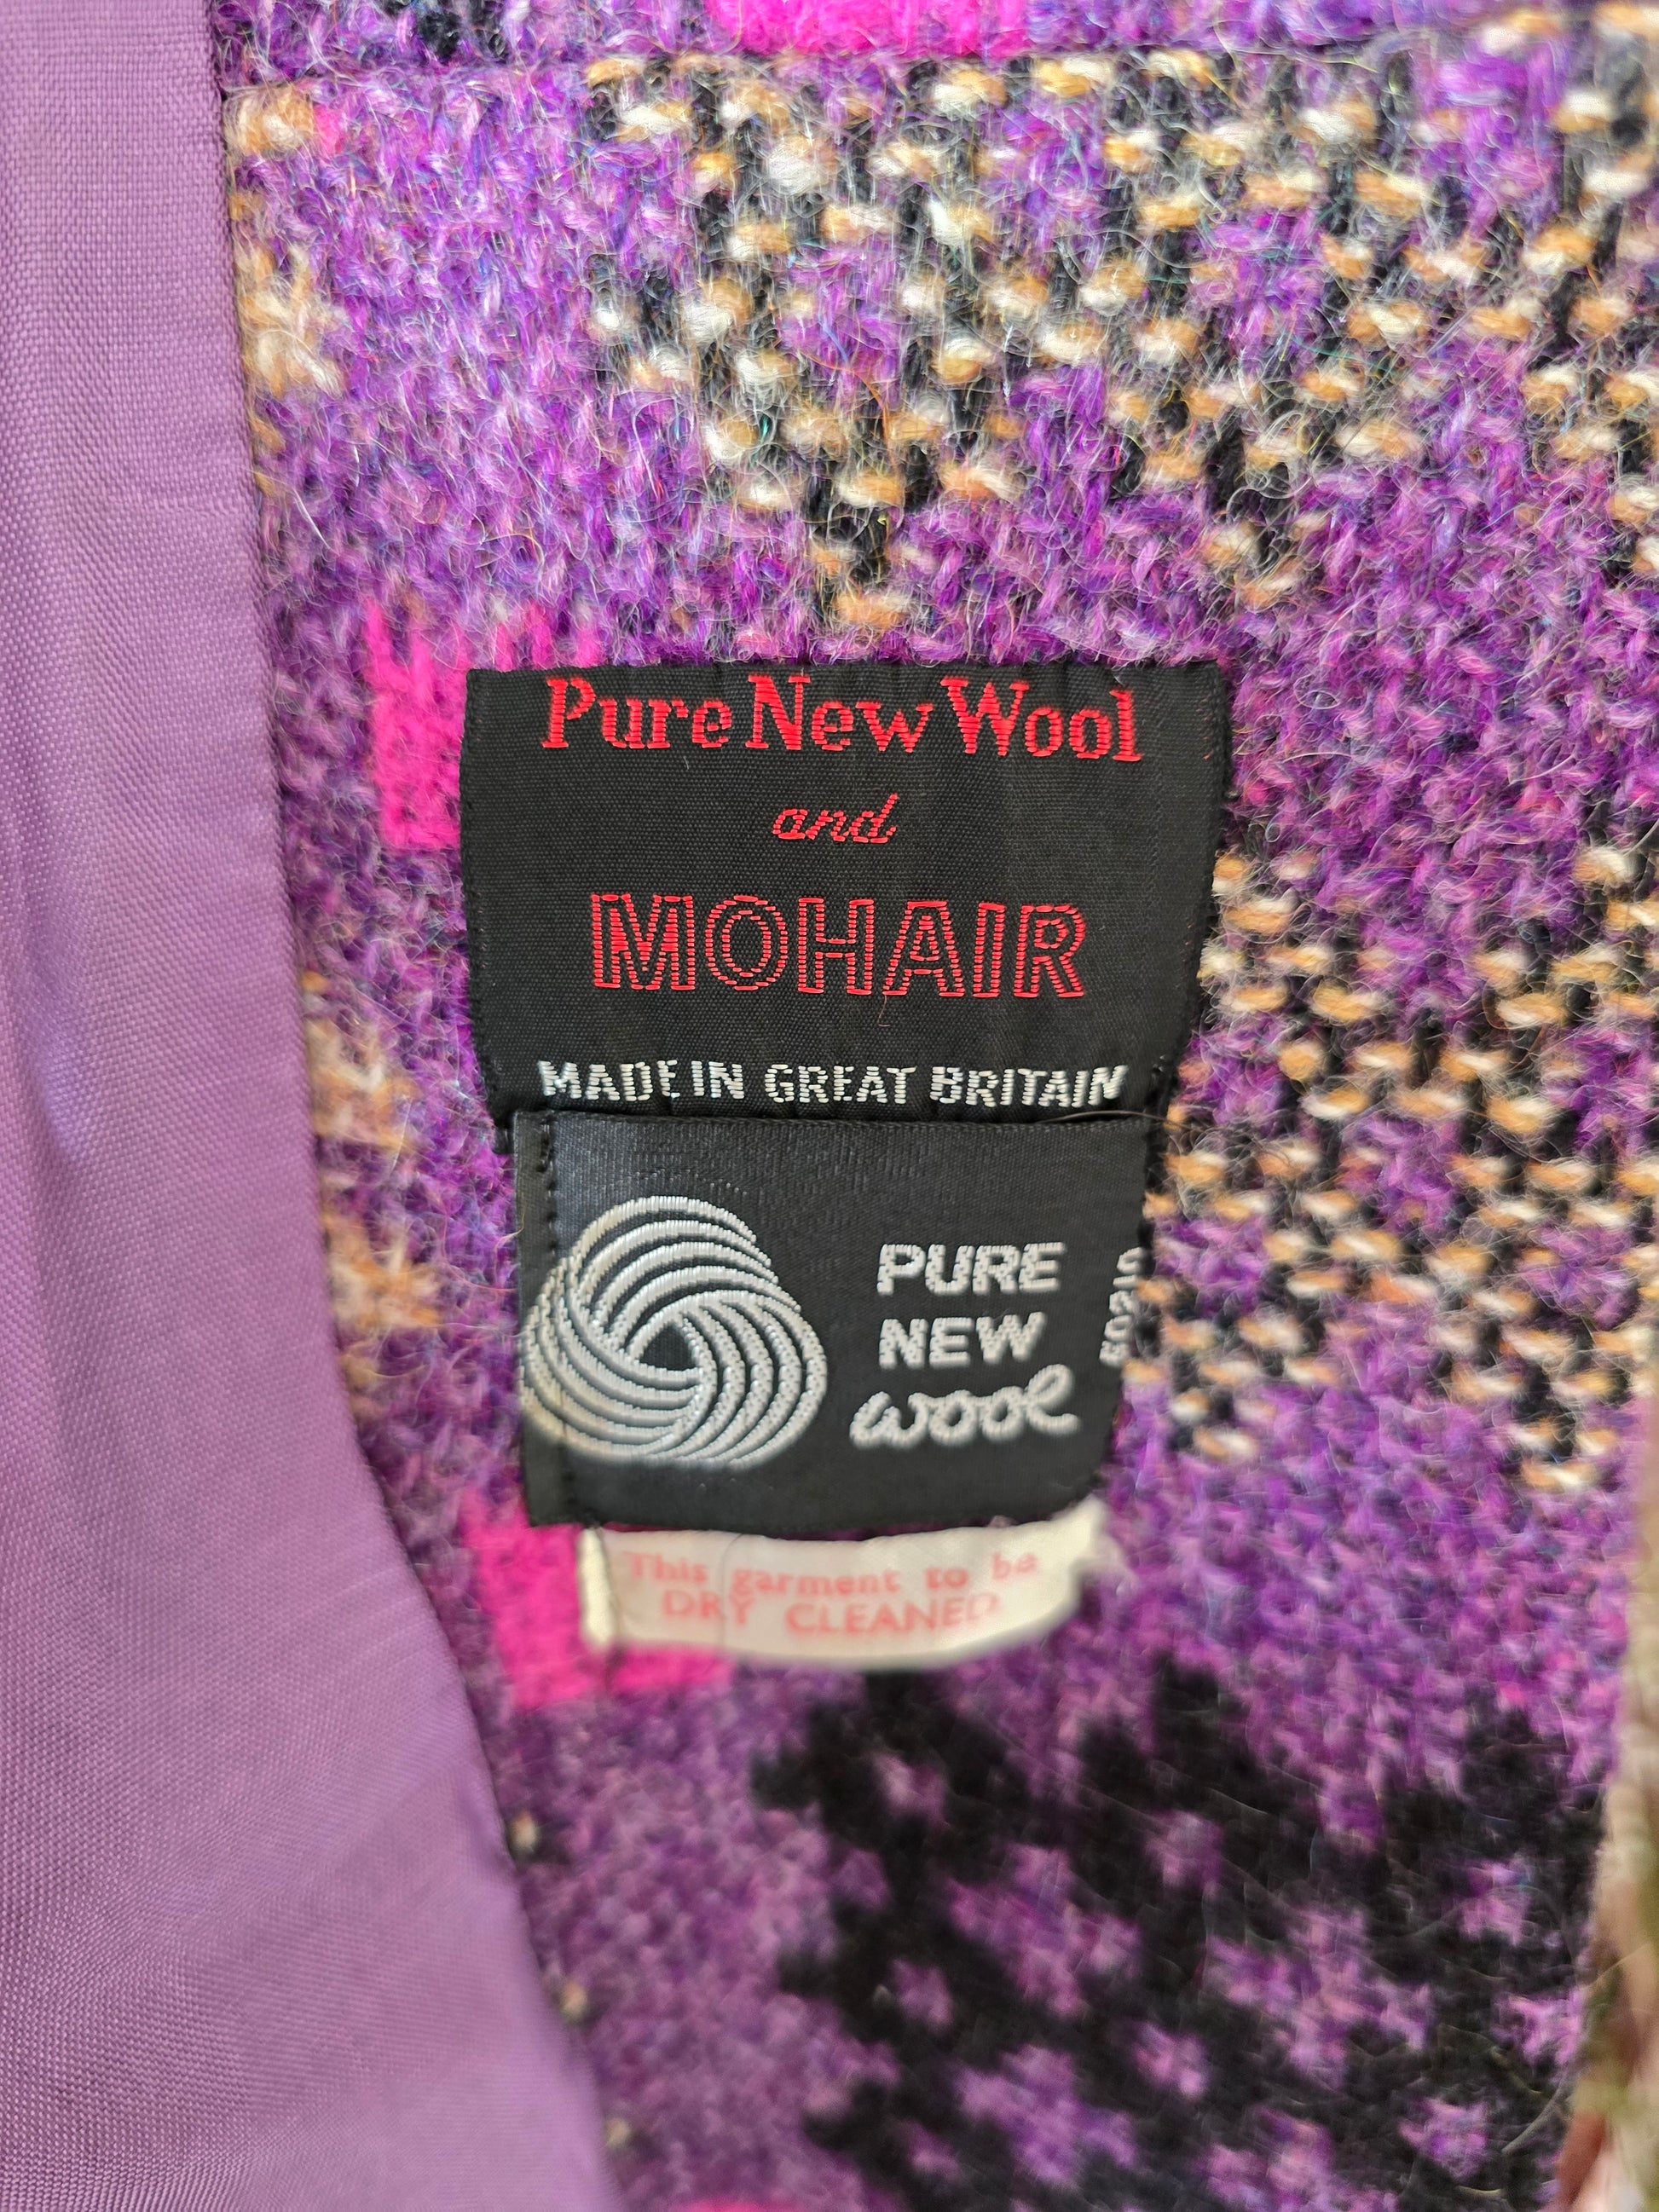 Pure New Wool
and
MOHAIR
MADE IN GREAT BRITAIN
PURE
NEW
wool
This garment to be
DRY CLEANED